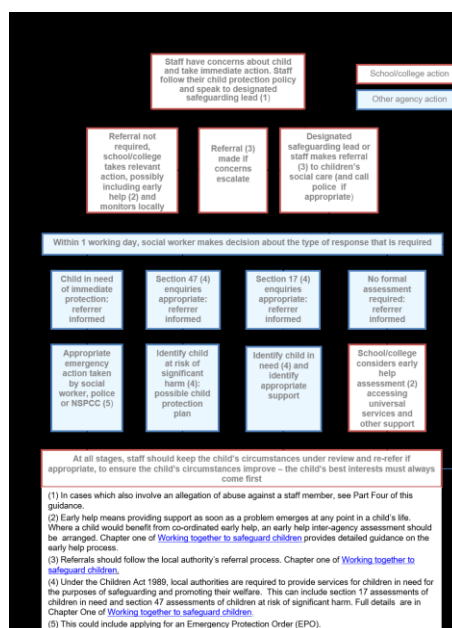 Staff have concerns about child
and take immediate action. Staff
follow their child protection policy
and speak to designated
safeguarding lead (1)
School/college action
Other agency action
Referral not
required,
school/college
takes relevant
action, possibly
including early
help (2) and
monitors locally
Referral (3)
made if
concerns
escalate
Designated
safeguarding lead or
staff makes referral
(3) to children's
social care (and call
police if
appropriate)
Within 1 working day, social worker makes decision about the type of response that is required
Child in need
of immediate
protection:
referrer
informed
Section 47 (4)
enquiries
appropriate:
referrer
informed
Section 17 (4)
enquiries
appropriate:
referrer
informed
No formal
assessment
required:
referrer
informed
Appropriate
emergency
action taken
by social
worker, police
or NSPCC (5)
Identify child
at risk of
significant
harm (4):
possible child
protection
plan
Identify child in
need (4) and
identify
appropriate
support
School/college
considers early
help
assessment (2)
accessing
universal
services and
other support
At all stages, staff should keep the child's circumstances under review and re-refer if
appropriate, to ensure the child's circumstances improve – the child's best interests must always
come first
(1) In cases which also involve an allegation of abuse against a staff member, see Part Four of this
guidance.
(2) Early help means providing support as soon as a problem emerges at any point in a child's life.
Where a child would benefit from co-ordinated early help, an early help inter-agency assessment should
be arranged. Chapter one of Working together to safeguard children provides detailed guidance on the
early help process.
(3) Referrals should follow the local authority's referral process. Chapter one of Working together to
safeguard children.
(4) Under the Children Act 1989, local authorities are required to provide services for children in need for
the purposes of safeguarding and promoting their welfare. This can include section 17 assessments of
children in need and section 47 assessments of children at risk of significant harm. Full details are in
Chapter One of Working together to safeguard children.
(5) This could include applying for an Emergency Protection Order (EPO).